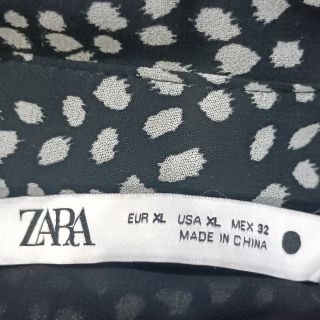 ZARA
EUR XL USA XL MEX 32
MADE IN CHINA